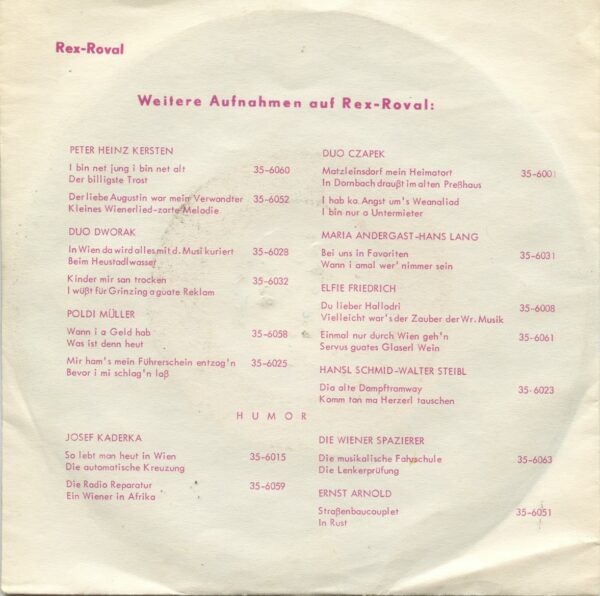 Rex-Roval
Weitere Aufnahmen auf Rex-Roval:
PETER HEINZ KERSTEN
I bin net jung i bin net alt 35-6060
Der billigste Trost
Der liebe Augustin war mein Verwandter 35-6052
Kleines Wienerlied-zarte Melodie
DUO DWORAK
In Wien da wird alles mit d. Musi kuriert 35-6028
Beim Heustadlwasser
Kinder mir san trocken 35-6032
I wüßt für Grinzing a guate Reklam
POLDI MÜLLER
Wann i a Geld hab 35-6058
Was ist denn heut
Mir ham's mein Führerschein entzog'n 35-6025
Bevor i mi schlag'n laß
DUO CZAPEK
Matzleinsdorf mein Heimatort 35-6001
In Dornbach draußt im alten Preßhaus
I hab ka Angst um's Weanaliad
I bin nur a Untermieter
MARIA ANDERGAST-HANS LANG
Bei uns in Favoriten 35-6031
Wann i amal wer' nimmer sein
ELFIE FRIEDRICH
Du lieber Hallodri 35-6008
Vielleicht war's der Zauber der Wr. Musik
Einmal nur durch Wien geh'n 35-6061
Servus guates Glaserl Wein
HANSL SCHMID-WALTER STEIBL
Dia alte Dampftramway 35-6023
Komm tan ma Herzerl tauschen
HUMOR
JOSEF KADERKA
So lebt man heut in Wien 35-6015
Die automatische Kreuzung
Die Radio Reparatur 35-6059
Ein Wiener in Afrika
DIE WIENER SPAZIERER
Die musikalische Fahschule 35-6063
Die Lenkerprüfung
ERNST ARNOLD
Straßenbaucouplet 35-6051
In Rust